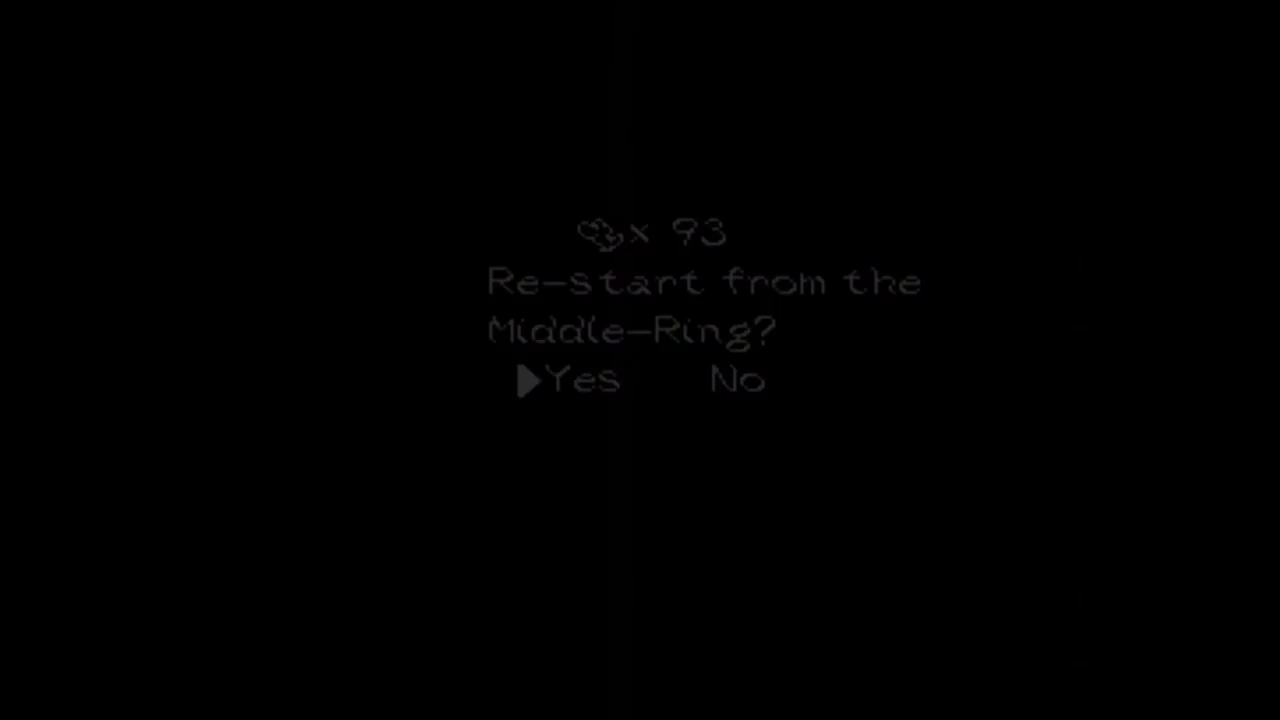 x 93
Re-start from the
Middle-Ring?
Yes No